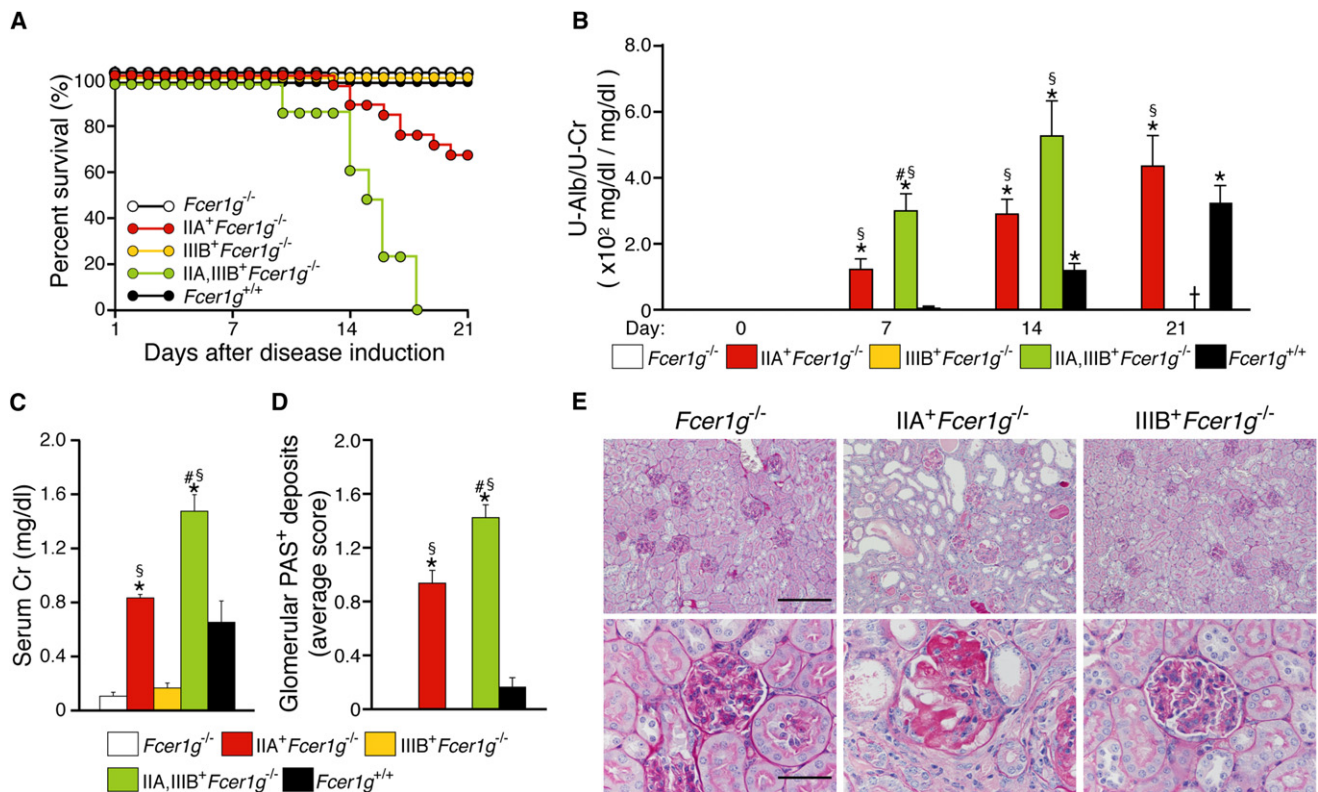 A
Percent survival (%)
100
80
60
40
20
0
1 7 14 21
Days after disease induction
Fcer1g-/-
IIA+Fcer1g-/-
IIIB+Fcer1g-/-
IIA,IIIB+Fcer1g-/-
Fcer1g+/+
B
U-Alb/U-Cr
( x10² mg/dl / mg/dl )
8.0
6.0
4.0
2.0
0
§
*
#§
*
§
*
§
*
*
§
*
†
*
Day: 0 7 14 21
Fcer1g-/- IIA+Fcer1g-/- IIIB+Fcer1g-/- IIA,IIIB+Fcer1g-/- Fcer1g+/+
C
Serum Cr (mg/dl)
2.0
1.6
1.2
0.8
0.4
0
§
*
#§
*
D
Glomerular PAS+ deposits
(average score)
2.0
1.6
1.2
0.8
0.4
0
§
*
#§
*
Fcer1g-/- IIA+Fcer1g-/- IIIB+Fcer1g-/-
IIA,IIIB+Fcer1g-/- Fcer1g+/+
E
Fcer1g-/- IIA+Fcer1g-/- IIIB+Fcer1g-/-